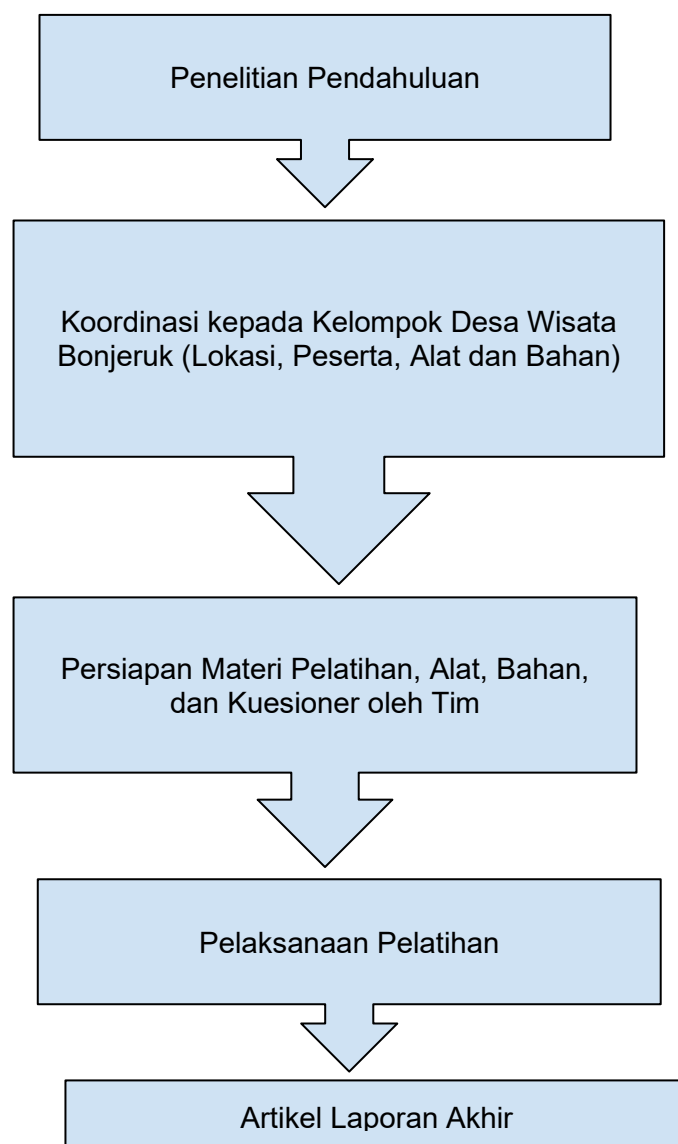 Penelitian Pendahuluan
Koordinasi kepada Kelompok Desa Wisata
Bonjeruk (Lokasi, Peserta, Alat dan Bahan)
Persiapan Materi Pelatihan, Alat, Bahan,
dan Kuesioner oleh Tim
Pelaksanaan Pelatihan
Artikel Laporan Akhir